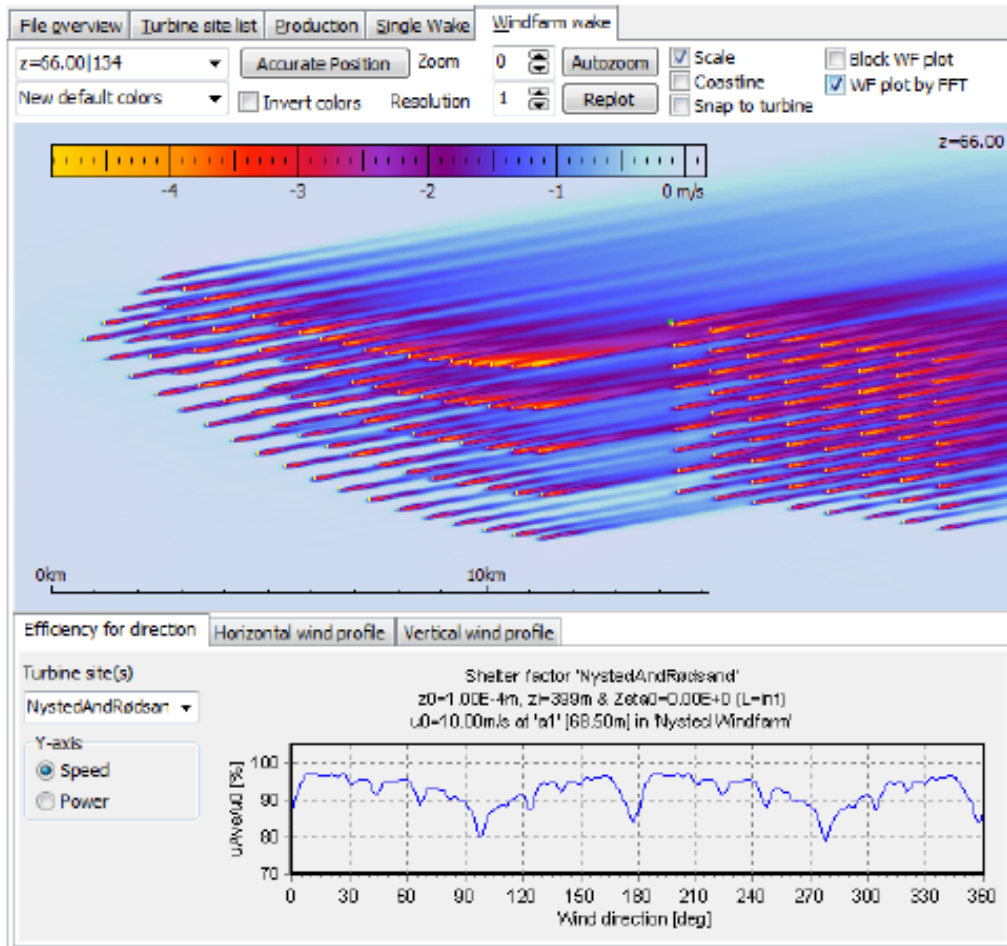 File overview Turbine site list Production Single Wake Windfarm wake
z=66.00|134 Accurate Position Zoom 0 Autozoom Scale Block WF plot
Coastline
New default colors Invert colors Resolution 1 Replot Snap to turbine WF plot by FFT
z=66.00
-4 -3 -2 -1 0 m/s
0km 10km
Efficiency for direction Horizontal wind profile Vertical wind profile
Turbine site(s)
NystedAndRødsan
Y-axis
Speed
Power
Shelter factor 'NystedAndRødsand'
z0=1.00E-4m, zi=399m & Zeta0=0.00E+0 (L=Inf)
u0=10.00m/s at 'a1' [68.50m] in 'Nysted Windfarm'
uAve/u0 [%]
100
90
80
70
0 30 60 90 120 150 180 210 240 270 300 330 360
Wind direction [deg]